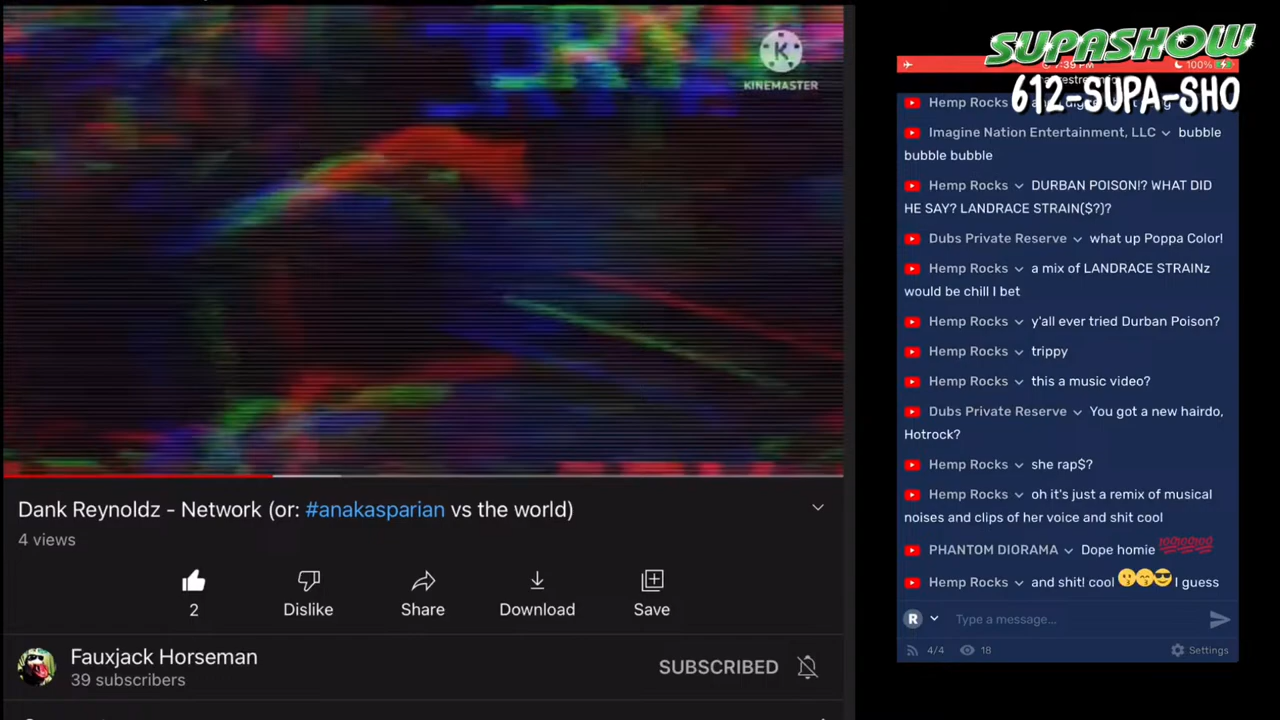 KINEMASTER
Dank Reynoldz - Network (or: #anakasparian vs the world)
4 views
2
Dislike
Share
Download
Save
Fauxjack Horseman
39 subscribers
SUBSCRIBED
SUPASHOW
612-SUPA-SHO
:39 PM
100%
Hemp Rocks
Imagine Nation Entertainment, LLC bubble
bubble bubble
Hemp Rocks DURBAN POISON!? WHAT DID
HE SAY? LANDRACE STRAIN($?)?
Dubs Private Reserve what up Poppa Color!
Hemp Rocks a mix of LANDRACE STRAINz
would be chill I bet
Hemp Rocks y'all ever tried Durban Poison?
Hemp Rocks trippy
Hemp Rocks this a music video?
Dubs Private Reserve You got a new hairdo,
Hotrock?
Hemp Rocks she rap$?
Hemp Rocks oh it's just a remix of musical
noises and clips of her voice and shit cool
PHANTOM DIORAMA Dope homie 💯💯💯
Hemp Rocks and shit! cool 😗😙😎 I guess
R Type a message...
4/4 18 Settings